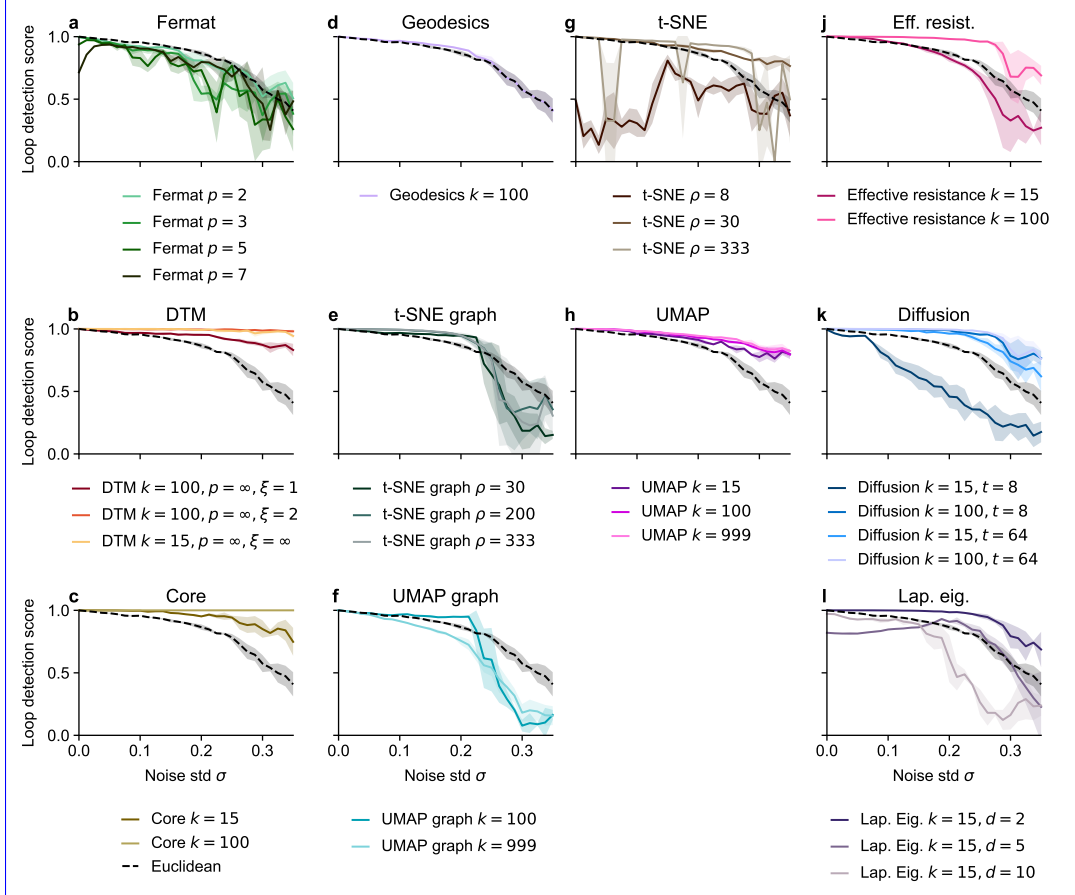 a Fermat
d Geodesics
g t-SNE
j Eff. resist.
Loop detection score
1.0
0.5
0.0
Fermat p = 2
Fermat p = 3
Fermat p = 5
Fermat p = 7
Geodesics k = 100
t-SNE ρ = 8
t-SNE ρ = 30
t-SNE ρ = 333
Effective resistance k = 15
Effective resistance k = 100
b DTM
e t-SNE graph
h UMAP
k Diffusion
Loop detection score
1.0
0.5
0.0
DTM k = 100, p = ∞, ξ = 1
DTM k = 100, p = ∞, ξ = 2
DTM k = 15, p = ∞, ξ = ∞
t-SNE graph ρ = 30
t-SNE graph ρ = 200
t-SNE graph ρ = 333
UMAP k = 15
UMAP k = 100
UMAP k = 999
Diffusion k = 15, t = 8
Diffusion k = 100, t = 8
Diffusion k = 15, t = 64
Diffusion k = 100, t = 64
c Core
f UMAP graph
l Lap. eig.
Loop detection score
1.0
0.5
0.0
0.0 0.1 0.2 0.3
Noise std σ
0.0 0.1 0.2 0.3
Noise std σ
0.0 0.1 0.2 0.3
Noise std σ
Core k = 15
Core k = 100
Euclidean
UMAP graph k = 100
UMAP graph k = 999
Lap. Eig. k = 15, d = 2
Lap. Eig. k = 15, d = 5
Lap. Eig. k = 15, d = 10